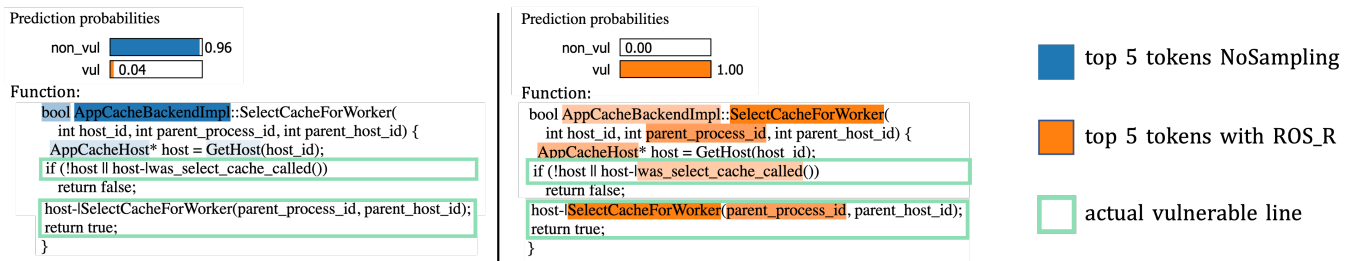 Prediction probabilities
non_vul 0.96
vul 0.04
Function:
bool AppCacheBackendImpl::SelectCacheForWorker(
int host_id, int parent_process_id, int parent_host_id) {
AppCacheHost* host = GetHost(host_id);
if (!host || host-|was_select_cache_called())
return false;
host-|SelectCacheForWorker(parent_process_id, parent_host_id);
return true;
}
Prediction probabilities
non_vul 0.00
vul 1.00
Function:
bool AppCacheBackendImpl::SelectCacheForWorker(
int host_id, int parent_process_id, int parent_host_id) {
AppCacheHost* host = GetHost(host_id);
if (!host || host-|was_select_cache_called())
return false;
host-|SelectCacheForWorker(parent_process_id, parent_host_id);
return true;
}
top 5 tokens NoSampling
top 5 tokens with ROS_R
actual vulnerable line